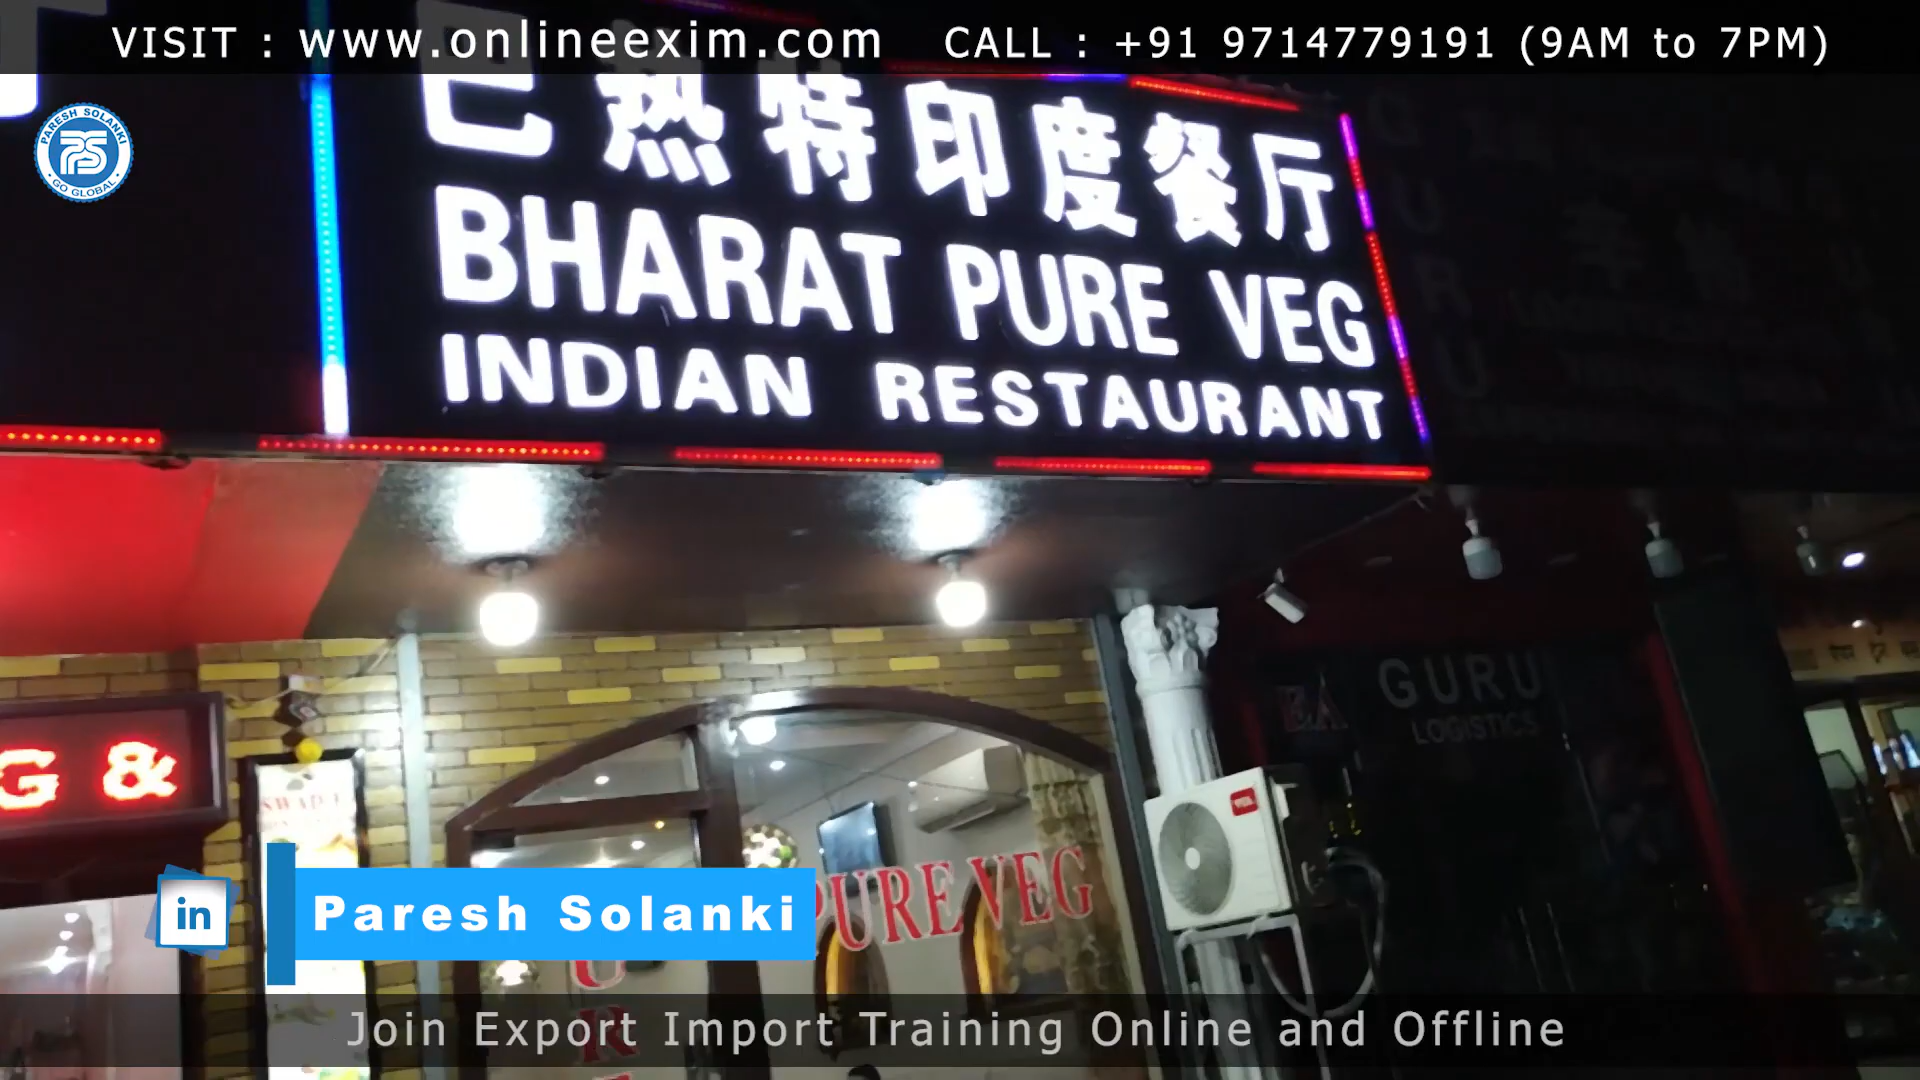 VISIT : www.onlineexim.com CALL : +91 9714779191 (9AM to 7PM)
PARESH SOLANKI
PS
GO GLOBAL
巴热特印度餐厅
BHARAT PURE VEG
INDIAN RESTAURANT
GURU
GURU
LOGISTICS
G &
PURE VEG
in
Paresh Solanki
Join Export Import Training Online and Offline